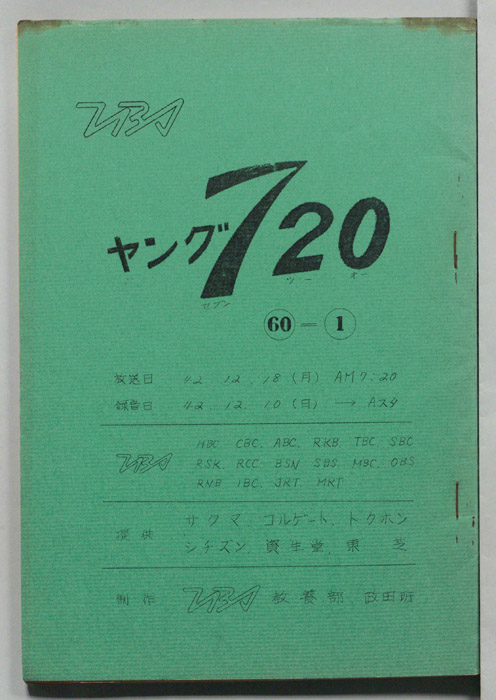 TBS
ヤング720
セブン ツー オー
60－1
放送日 42.12.18(月) AM7:20
録音日 42.12.10(日) → Aスタ
TBS HBC. CBC. ABC. RKB. TBC. SBC
RSK. RCC. BSN. SBS. MBC. OBS
RNB. IBC. JRT. MRT
提供 サクマ、コルゲート、トクホン
シチズン、資生堂、東芝
制作 TBS 教養部 政田班